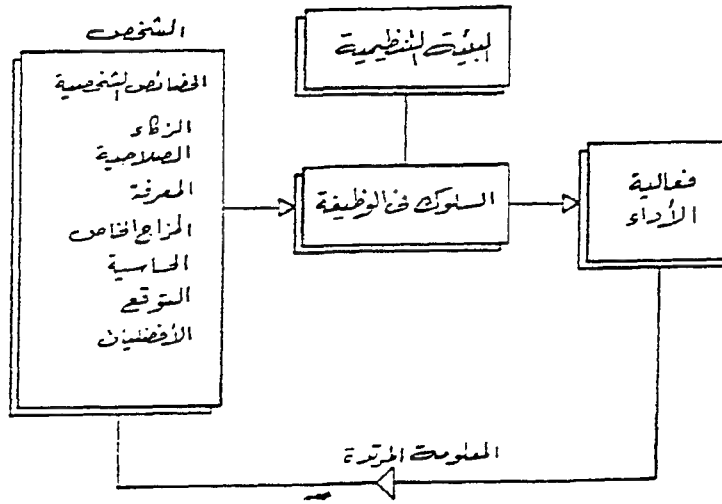 الشخص
الخصائص الشخصية
الذكاء
الصلاحية
المعرفة
المزاج الخاص
الحساسية
التوقع
الأفضليات
البيئة التنظيمية
السلوك في الوظيفة
فعالية
الأداء
المعلومة المرتدة